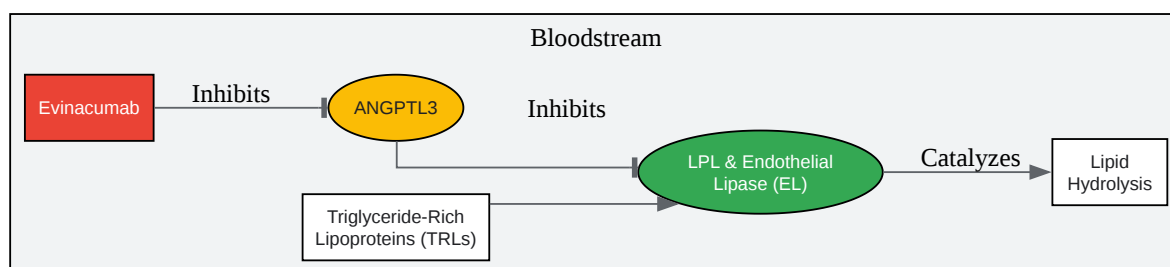 Bloodstream
Evinacumab
Inhibits
ANGPTL3
Inhibits
LPL & Endothelial
Lipase (EL)
Catalyzes
Lipid
Hydrolysis
Triglyceride-Rich
Lipoproteins (TRLs)